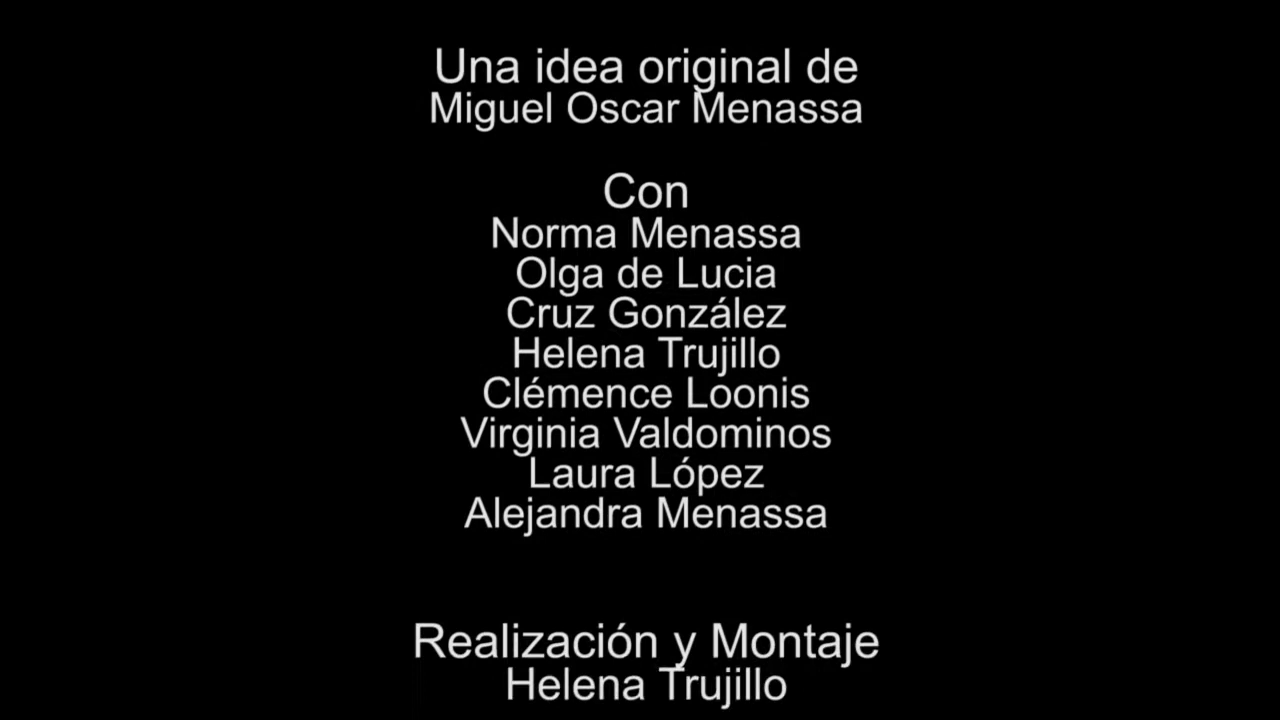 Una idea original de
Miguel Oscar Menassa
Con
Norma Menassa
Olga de Lucia
Cruz González
Helena Trujillo
Clémence Loonis
Virginia Valdominos
Laura López
Alejandra Menassa
Realización y Montaje
Helena Trujillo